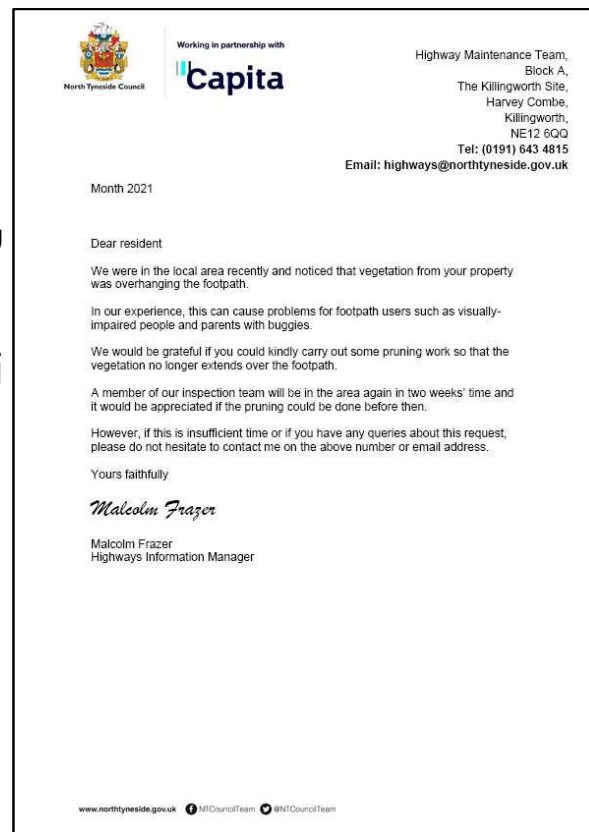 Working in partnership with
North Tyneside Council
Capita
Highway Maintenance Team,
Block A,
The Killingworth Site,
Harvey Combe,
Killingworth,
NE12 6QQ
Tel: (0191) 643 4815
Email: highways@northtyneside.gov.uk
Month 2021
Dear resident
We were in the local area recently and noticed that vegetation from your property
was overhanging the footpath.
In our experience, this can cause problems for footpath users such as visually-
impaired people and parents with buggies.
We would be grateful if you could kindly carry out some pruning work so that the
vegetation no longer extends over the footpath.
A member of our inspection team will be in the area again in two weeks' time and
it would be appreciated if the pruning could be done before then.
However, if this is insufficient time or if you have any queries about this request,
please do not hesitate to contact me on the above number or email address.
Yours faithfully
Malcolm Frazer
Malcolm Frazer
Highways Information Manager
www.northtyneside.gov.uk NTCouncilTeam @NTCouncilTeam